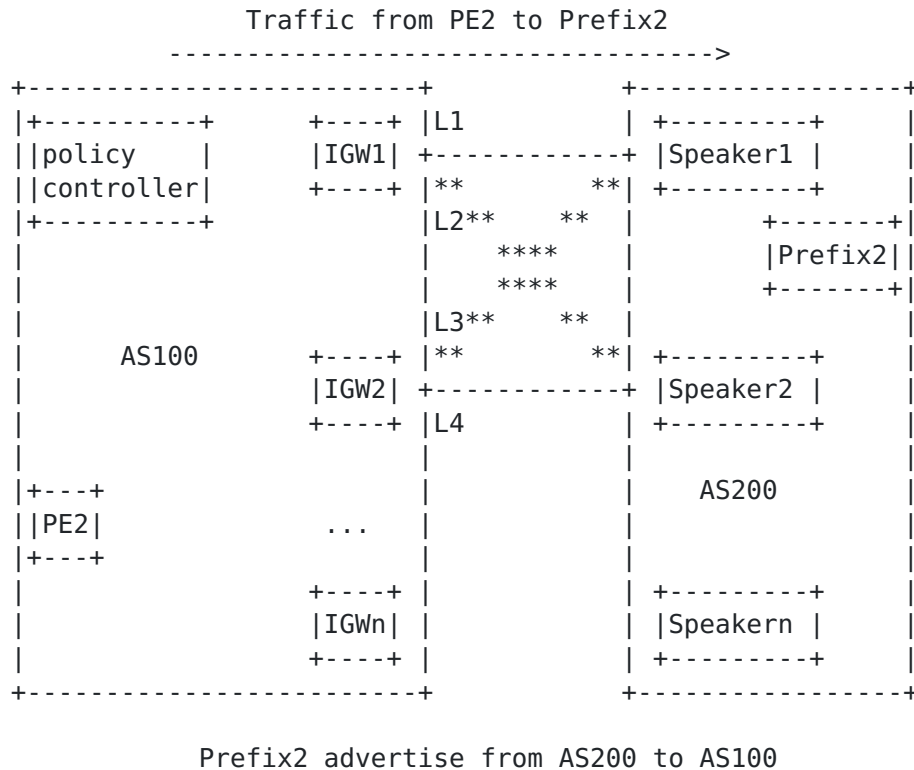 Traffic from PE2 to Prefix2
----------------------------------->
+--------------------------+ +-----------------+
|+----------+ +----+ |L1 | +---------+ |
||policy | |IGW1| +------------+ |Speaker1 | |
||controller| +----+ |** **| +---------+ |
|+----------+ |L2** ** | +-------+|
| | **** | |Prefix2||
| | **** | +-------+|
| |L3** ** | |
| AS100 +----+ |** **| +---------+ |
| |IGW2| +------------+ |Speaker2 | |
| +----+ |L4 | +---------+ |
| | | |
|+---+ | | AS200 |
||PE2| ... | | |
|+---+ | | |
| +----+ | | +---------+ |
| |IGWn| | | |Speakern | |
| +----+ | | +---------+ |
+--------------------------+ +-----------------+
Prefix2 advertise from AS200 to AS100